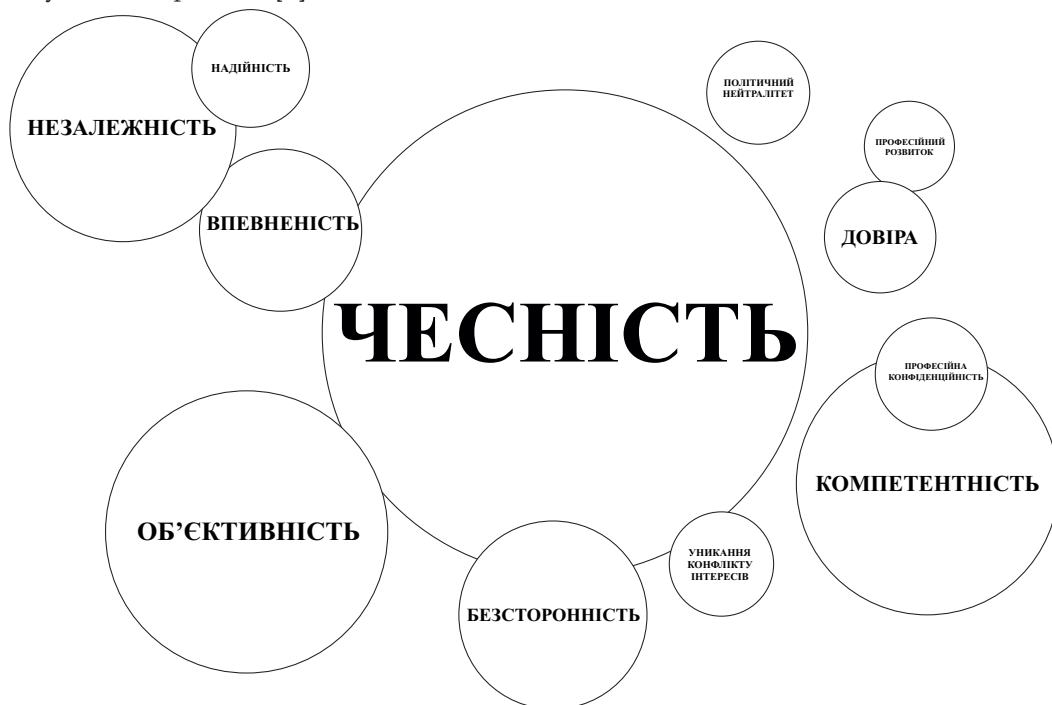 НАДІЙНІСТЬ
НЕЗАЛЕЖНІСТЬ
ВПЕВНЕНІСТЬ
ПОЛІТИЧНИЙ
НЕЙТРАЛІТЕТ
ПРОФЕСІЙНИЙ
РОЗВИТОК
ДОВІРА
ЧЕСНІСТЬ
ПРОФЕСІЙНА
КОНФІДЕНЦІЙНІСТЬ
КОМПЕТЕНТНІСТЬ
ОБ’ЄКТИВНІСТЬ
УНИКАННЯ
КОНФЛІКТУ
ІНТЕРЕСІВ
БЕЗСТОРОННІСТЬ